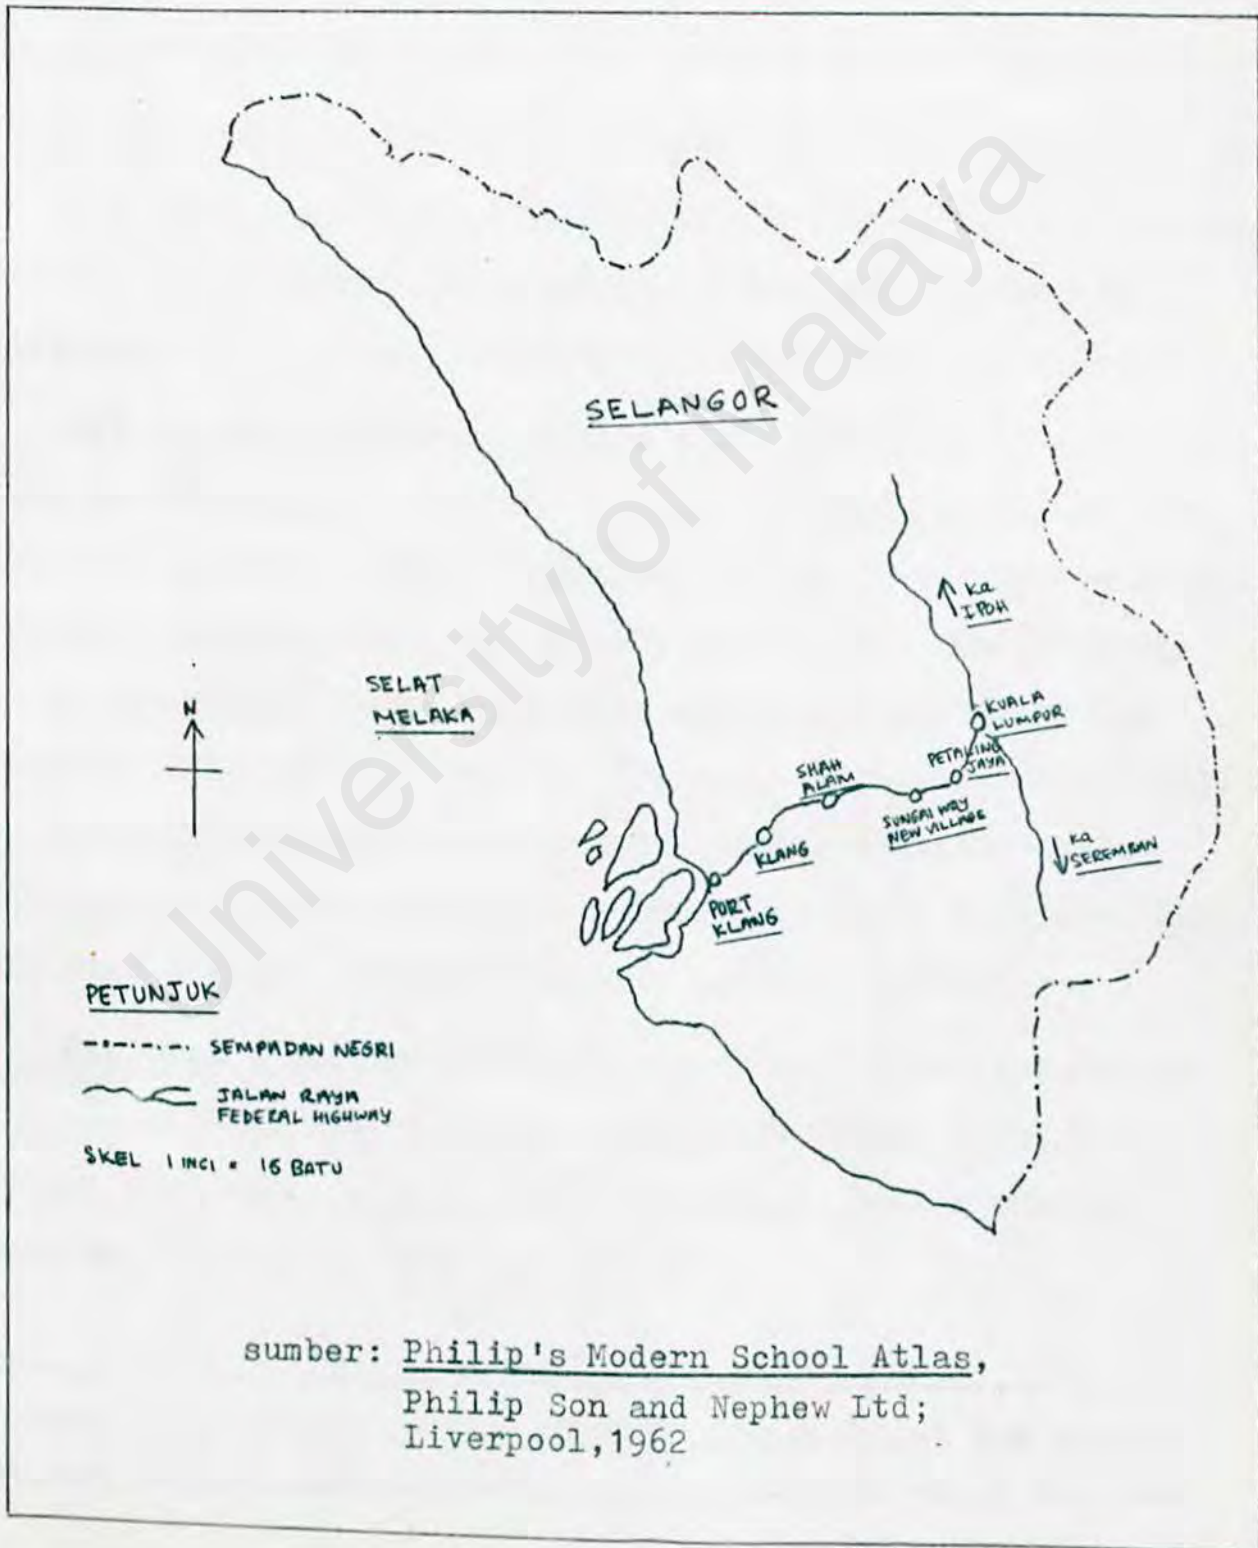 SELANGOR
ka
IPOH
SELAT
MELAKA
N
KUALA
LUMPUR
PETALING
JAYA
SHAH
ALAM
SUNGAI WAY
NEW VILLAGE
KLANG
ka
SEREMBAN
PORT
KLANG
PETUNJUK
SEMPADAN NEGRI
JALAN RAYA
FEDERAL HIGHWAY
SKEL 1 INCI = 16 BATU
sumber: Philip's Modern School Atlas,
Philip Son and Nephew Ltd;
Liverpool,1962
University of Malaya